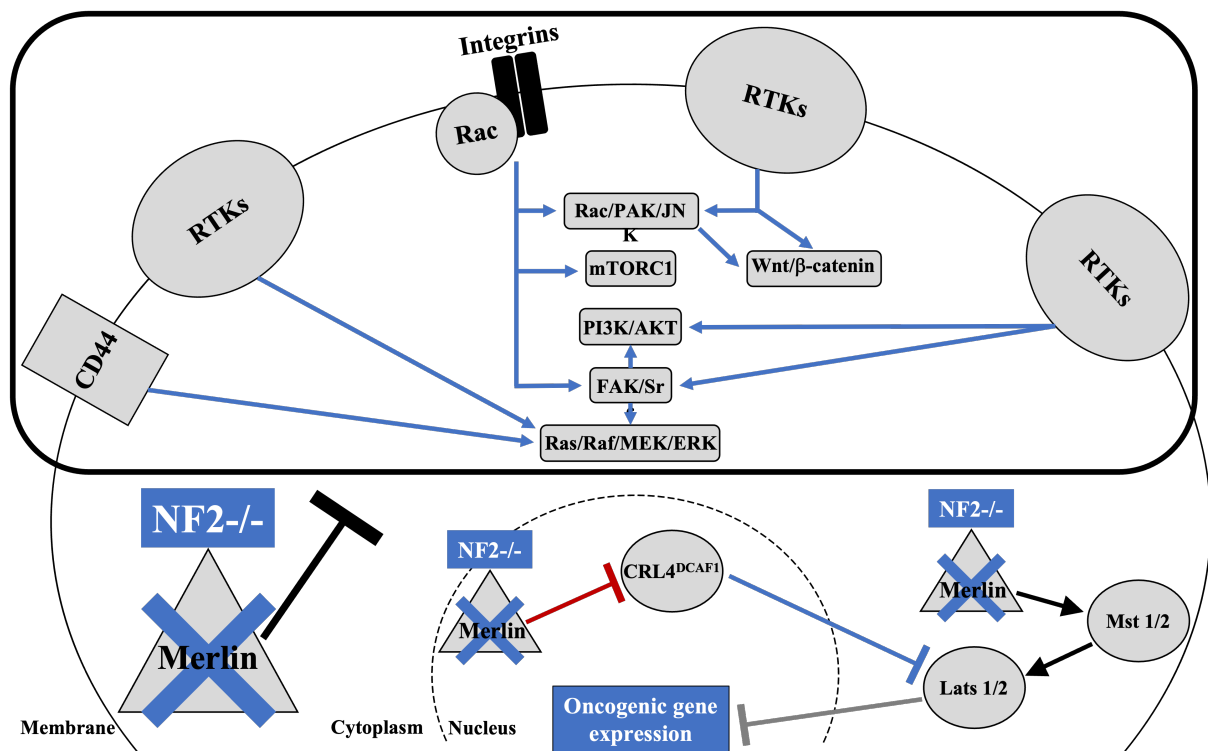 Integrins
RTKs
Rac
RTKs
Rac/PAK/JN
K
RTKs
mTORC1
Wnt/β-catenin
PI3K/AKT
CD44
FAK/Sr
Ras/Raf/MEK/ERK
NF2-/-
Merlin
NF2-/-
Merlin
CRL4DCAF1
NF2-/-
Merlin
Mst 1/2
Lats 1/2
Oncogenic gene
expression
Membrane
Cytoplasm
Nucleus